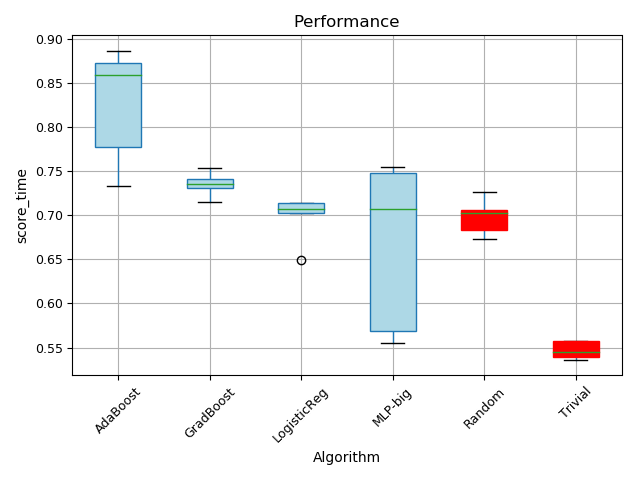 Performance
0.90
0.85
0.80
0.75
0.70
0.65
0.60
0.55
score_time
AdaBoost
GradBoost
LogisticReg
MLP-big
Random
Trivial
Algorithm